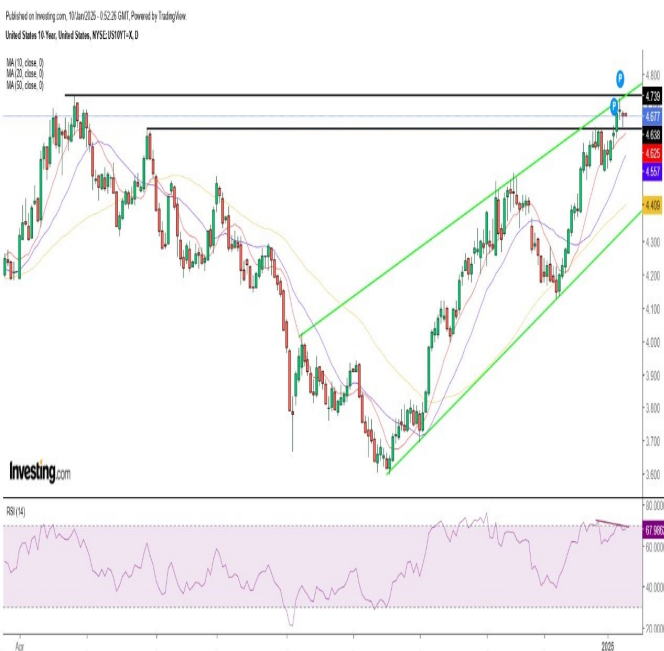 Published on Investing.com, 10/Jan/2025 - 0:52:26 GMT, Powered by TradingView.
United States 10-Year, United States, NYSE:US10YT=X, D
MA (10, close, 0)
MA (20, close, 0)
MA (50, close, 0)
P
P
4.800
4.739
4.677
4.638
4.625
4.557
4.409
4.300
4.200
4.100
4.000
3.900
3.800
3.700
3.600
Investing.com
RSI (14)
80.0000
67.986
60.0000
40.0000
20.0000
Apr
2025